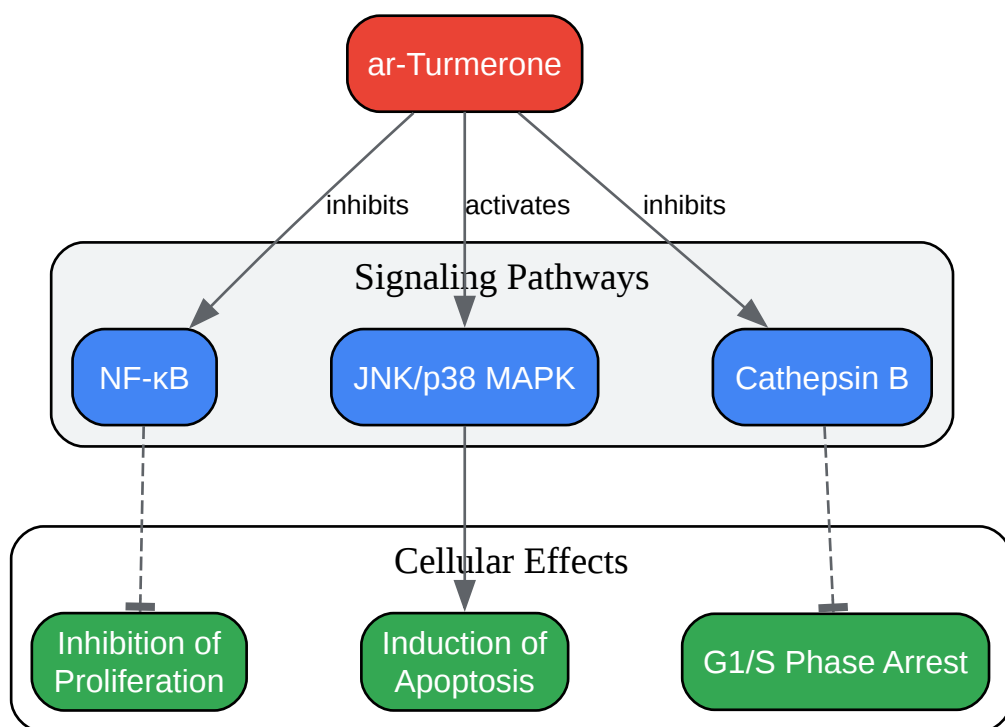 ar-Turmerone
inhibits
activates
inhibits
Signaling Pathways
NF-κB
JNK/p38 MAPK
Cathepsin B
Cellular Effects
Inhibition of
Proliferation
Induction of
Apoptosis
G1/S Phase Arrest